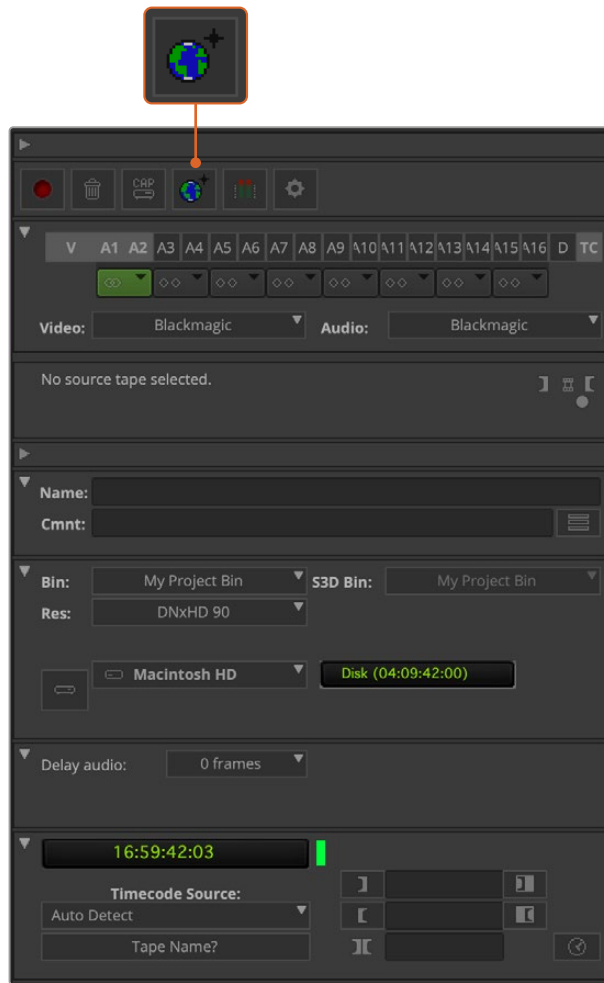 CAP
V A1 A2 A3 A4 A5 A6 A7 A8 A9 A10 A11 A12 A13 A14 A15 A16 D TC
Video: Blackmagic Audio: Blackmagic
No source tape selected.
Name:
Cmnt:
Bin: My Project Bin S3D Bin: My Project Bin
Res: DNxHD 90
Macintosh HD Disk (04:09:42:00)
Delay audio: 0 frames
16:59:42:03
Timecode Source:
Auto Detect
Tape Name?